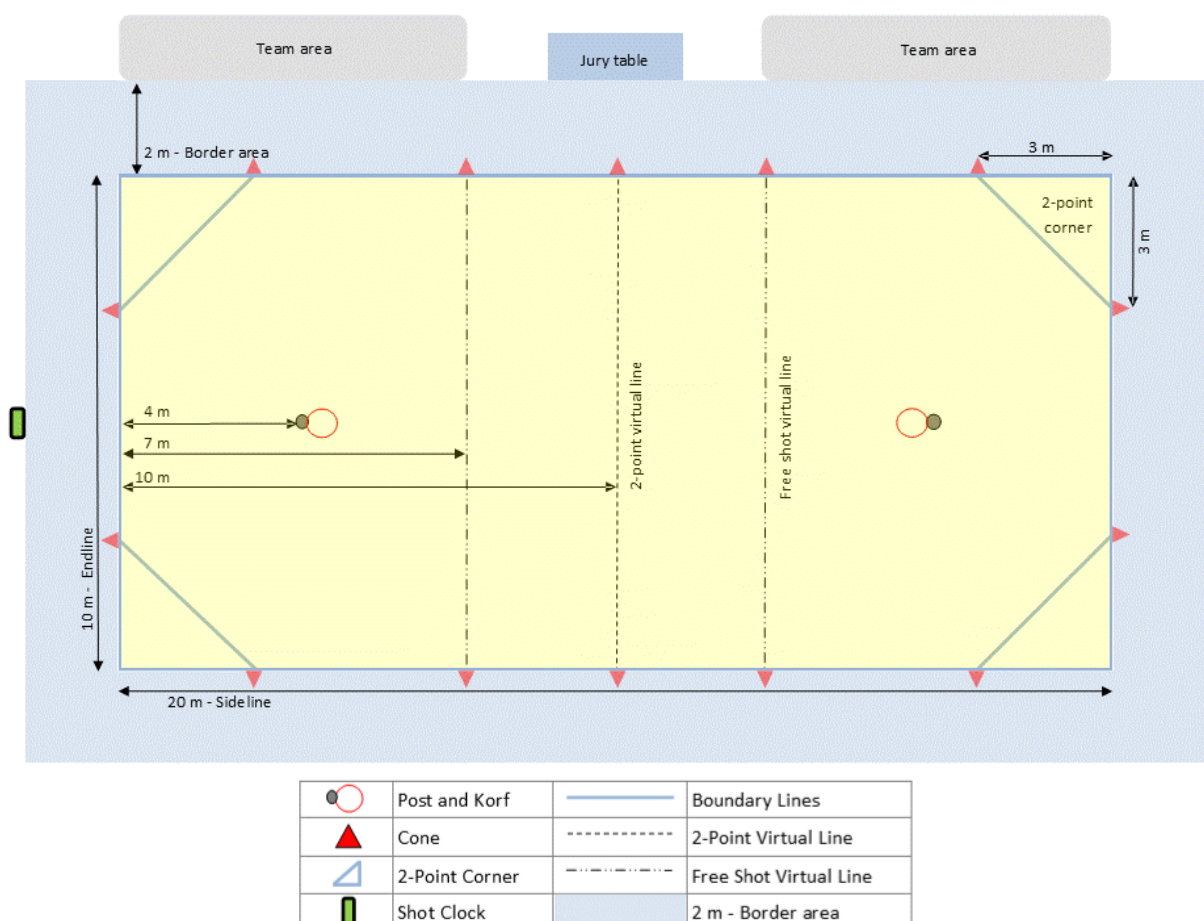 Team area
Jury table
Team area
2 m - Border area
3 m
2-point
corner
3 m
4 m
7 m
10 m
2-point virtual line
Free shot virtual line
10 m - Endline
20 m - Sideline
Post and Korf
Boundary Lines
Cone
2-Point Virtual Line
2-Point Corner
Free Shot Virtual Line
Shot Clock
2 m - Border area